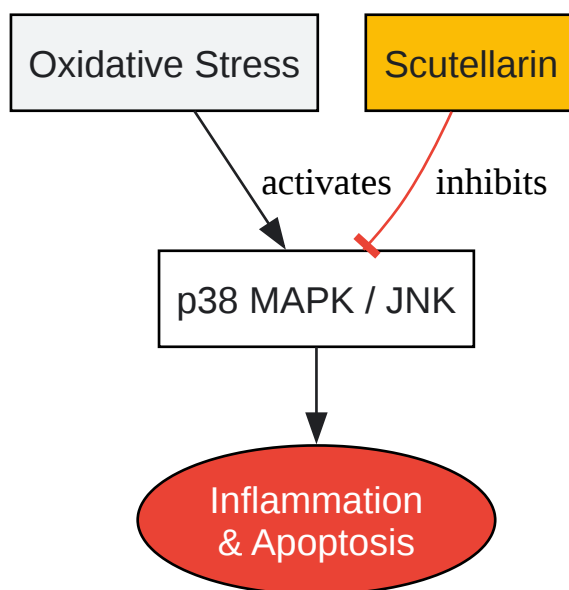 Oxidative Stress
Scutellarin
activates
inhibits
p38 MAPK / JNK
Inflammation
& Apoptosis